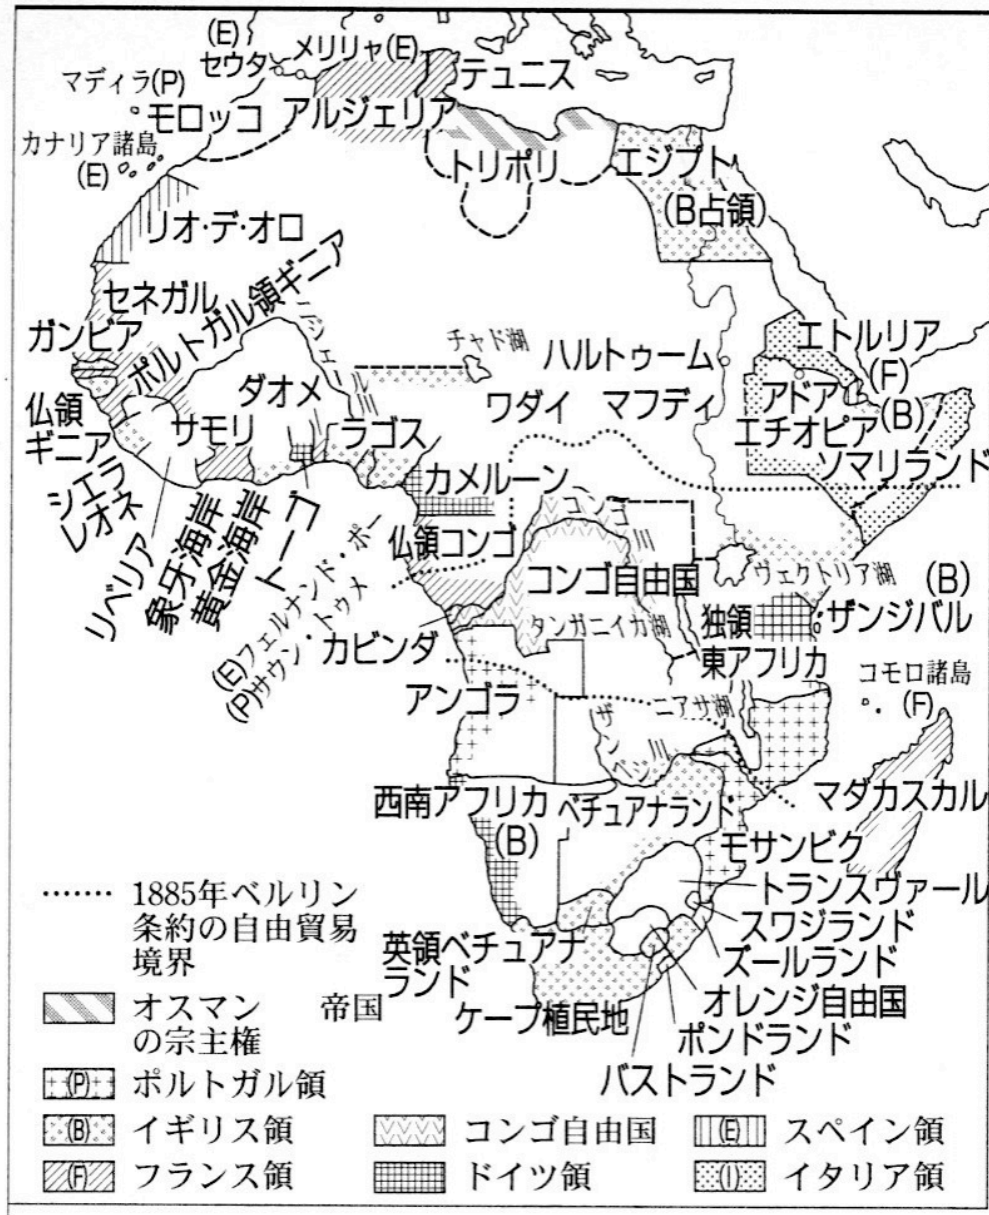 (E)
セウタ
メリリャ(E)
テュニス
マディラ(P)
モロッコ
アルジェリア
カナリア諸島
(E)
トリポリ
エジプト
(B占領)
リオ・デ・オロ
セネガル
ガンビア
ポルトガル領ギニア
ニジェール
チャド湖
ハルトゥーム
エトルリア
(F)
仏領
ギニア
ダオメ
サモリ
ラゴス
ワダイ
マフディ
アドア
(B)
エチオピア
ソマリランド
シエラ
レオネ
リベリア
象牙海岸
黄金海岸
トーゴ
カメルーン
仏領コンゴ
コンゴ
コンゴ自由国
ヴェクトリア湖
(B)
(E)フェルナンド・ポー
(P)サウン・トゥメ
カビンダ
タンガニイカ湖
独領
東アフリカ
ザンジバル
アンゴラ
ニアサ湖
コモロ諸島
(F)
ザンベジ
西南アフリカ
(B)
ベチュアナランド
マダカスカル
モサンビク
トランスヴァール
スワジランド
ズールランド
オレンジ自由国
ポンドランド
バストランド
英領ベチュアナ
ランド
ケープ植民地
1885年ベルリン
条約の自由貿易
境界
オスマン 帝国
の宗主権
(P) ポルトガル領
(B) イギリス領
コンゴ自由国
(E) スペイン領
(F) フランス領
ドイツ領
(I) イタリア領